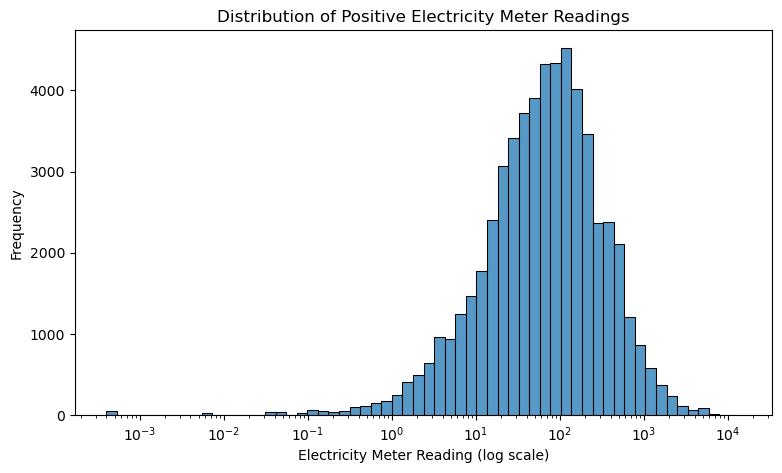 Distribution of Positive Electricity Meter Readings
Frequency
4000
3000
2000
1000
0
10⁻³ 10⁻² 10⁻¹ 10⁰ 10¹ 10² 10³ 10⁴
Electricity Meter Reading (log scale)